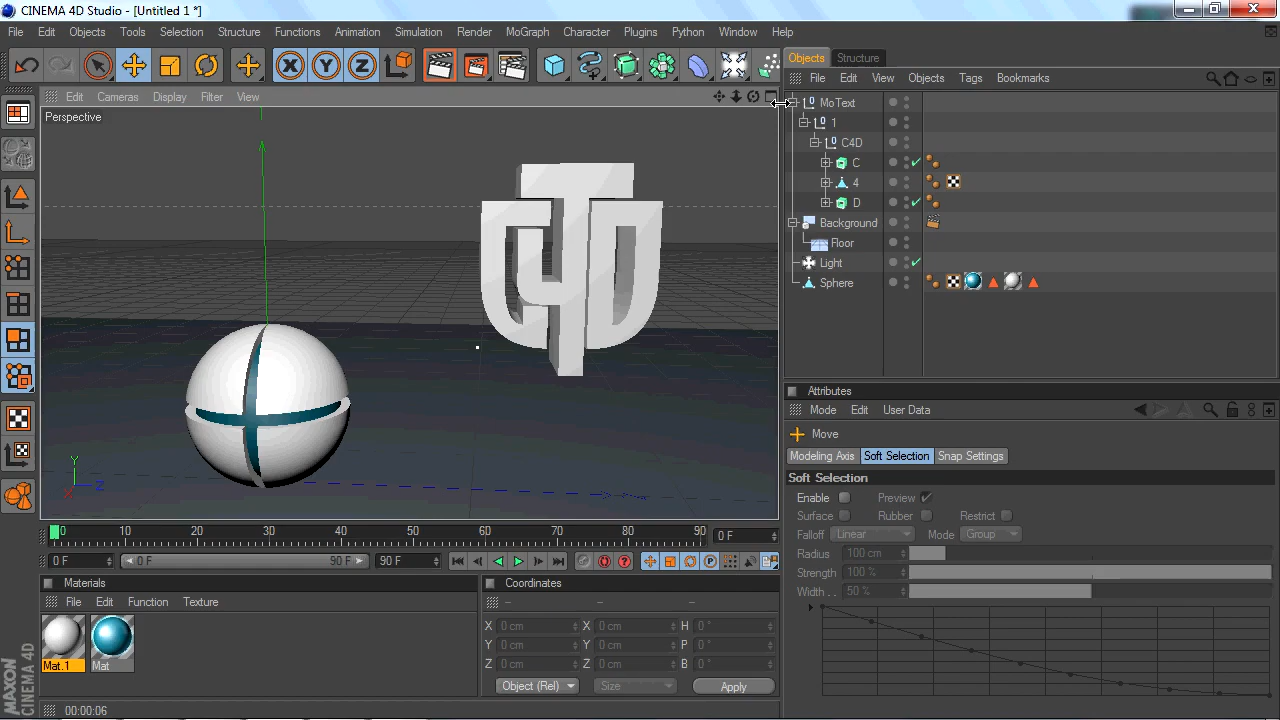 CINEMA 4D Studio - [Untitled 1 *]
File Edit Objects Tools Selection Structure Functions Animation Simulation Render MoGraph Character Plugins Python Window Help
Objects Structure
File Edit View Objects Tags Bookmarks
Edit Cameras Display Filter View
Perspective
MoText
1
C4D
C
4
D
Background
Floor
Light
Sphere
Y
X Z
Attributes
Mode Edit User Data
Move
Modeling Axis Soft Selection Snap Settings
Soft Selection
Enable Preview
Surface Rubber Restrict
Falloff Linear Mode Group
Radius 100 cm
Strength 100 %
Width . . 50 %
0 10 20 30 40 50 60 70 80 90 0 F
0 F 0 F 90 F 90 F
Materials
File Edit Function Texture
Mat.1 Mat
Coordinates
X 0 cm X 0 cm H 0 °
Y 0 cm Y 0 cm P 0 °
Z 0 cm Z 0 cm B 0 °
Object (Rel) Size Apply
MAXON
CINEMA 4D
00:00:06